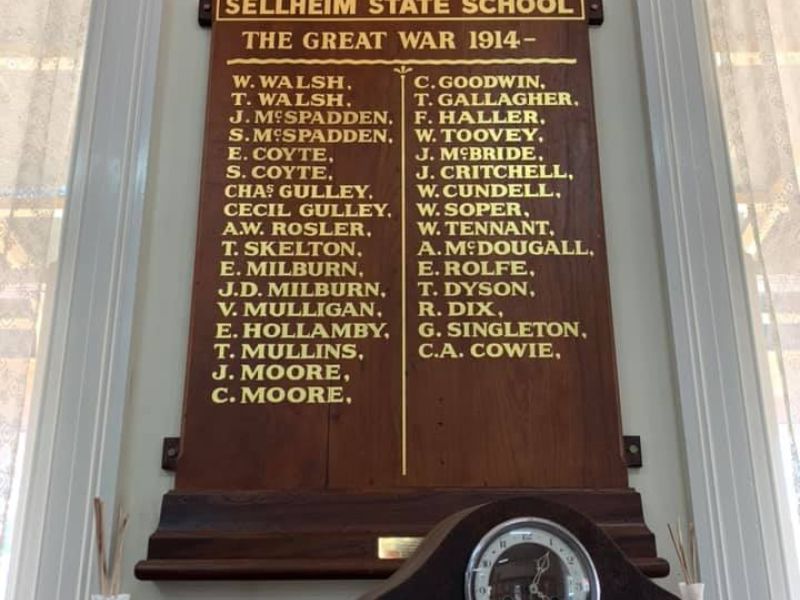 SELLHEIM STATE SCHOOL
THE GREAT WAR 1914-
W. WALSH,
T. WALSH,
J. McSPADDEN,
S. McSPADDEN,
E. COYTE,
S. COYTE,
CHAS GULLEY,
CECIL GULLEY,
A.W. ROSLER,
T. SKELTON,
E. MILBURN,
J.D. MILBURN,
V. MULLIGAN,
E. HOLLAMBY,
T. MULLINS,
J. MOORE,
C. MOORE,
C. GOODWIN,
T. GALLAGHER,
F. HALLER,
W. TOOVEY,
J. McBRIDE,
J. CRITCHELL,
W. CUNDELL,
W. SOPER,
W. TENNANT,
A. McDOUGALL,
E. ROLFE,
T. DYSON,
R. DIX,
G. SINGLETON,
C.A. COWIE,